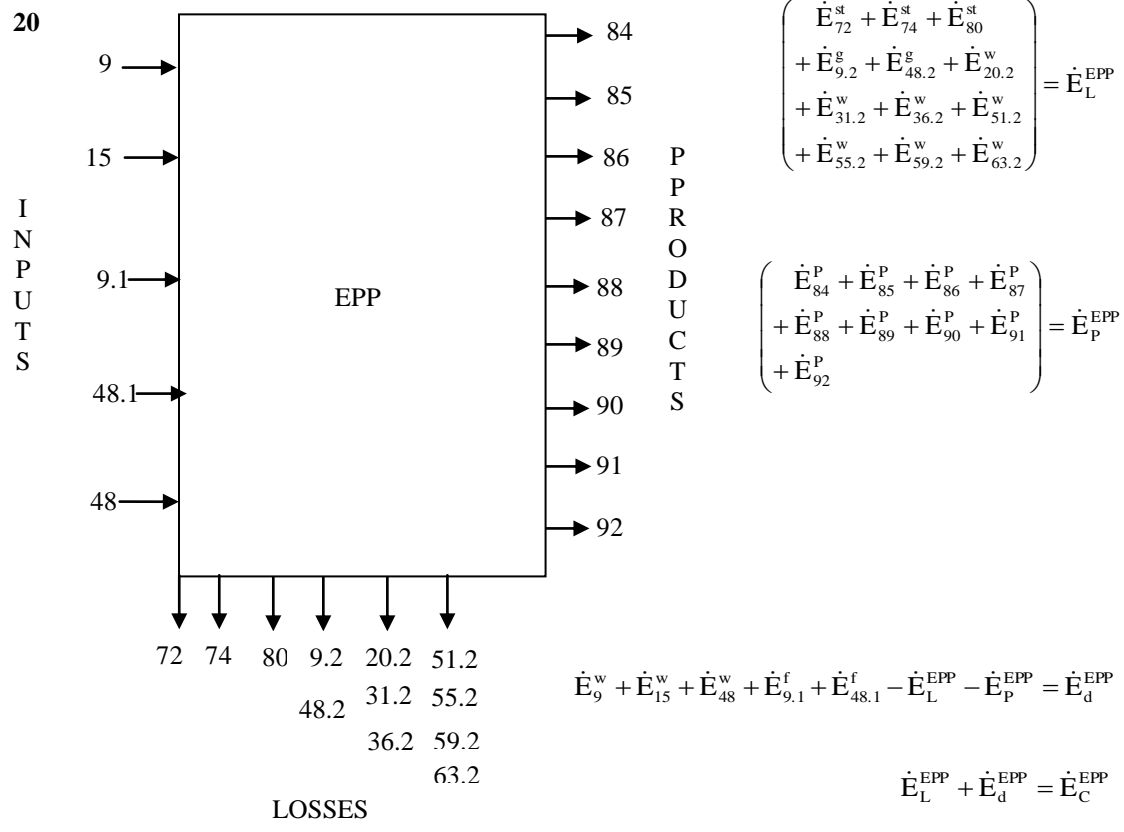 20
9
15
9.1
48.1
48
INPUTS
EPP
84
85
86
87
88
89
90
91
92
PPRODUCTS
72 74 80 9.2 20.2 51.2
48.2 31.2 55.2
36.2 59.2
63.2
LOSSES
( Ė^st_72 + Ė^st_74 + Ė^st_80
+ Ė^g_9.2 + Ė^g_48.2 + Ė^w_20.2
+ Ė^w_31.2 + Ė^w_36.2 + Ė^w_51.2
+ Ė^w_55.2 + Ė^w_59.2 + Ė^w_63.2 ) = Ė^EPP_L
( Ė^P_84 + Ė^P_85 + Ė^P_86 + Ė^P_87
+ Ė^P_88 + Ė^P_89 + Ė^P_90 + Ė^P_91
+ Ė^P_92 ) = Ė^EPP_P
Ė^w_9 + Ė^w_15 + Ė^w_48 + Ė^f_9.1 + Ė^f_48.1 − Ė^EPP_L − Ė^EPP_P = Ė^EPP_d
Ė^EPP_L + Ė^EPP_d = Ė^EPP_C